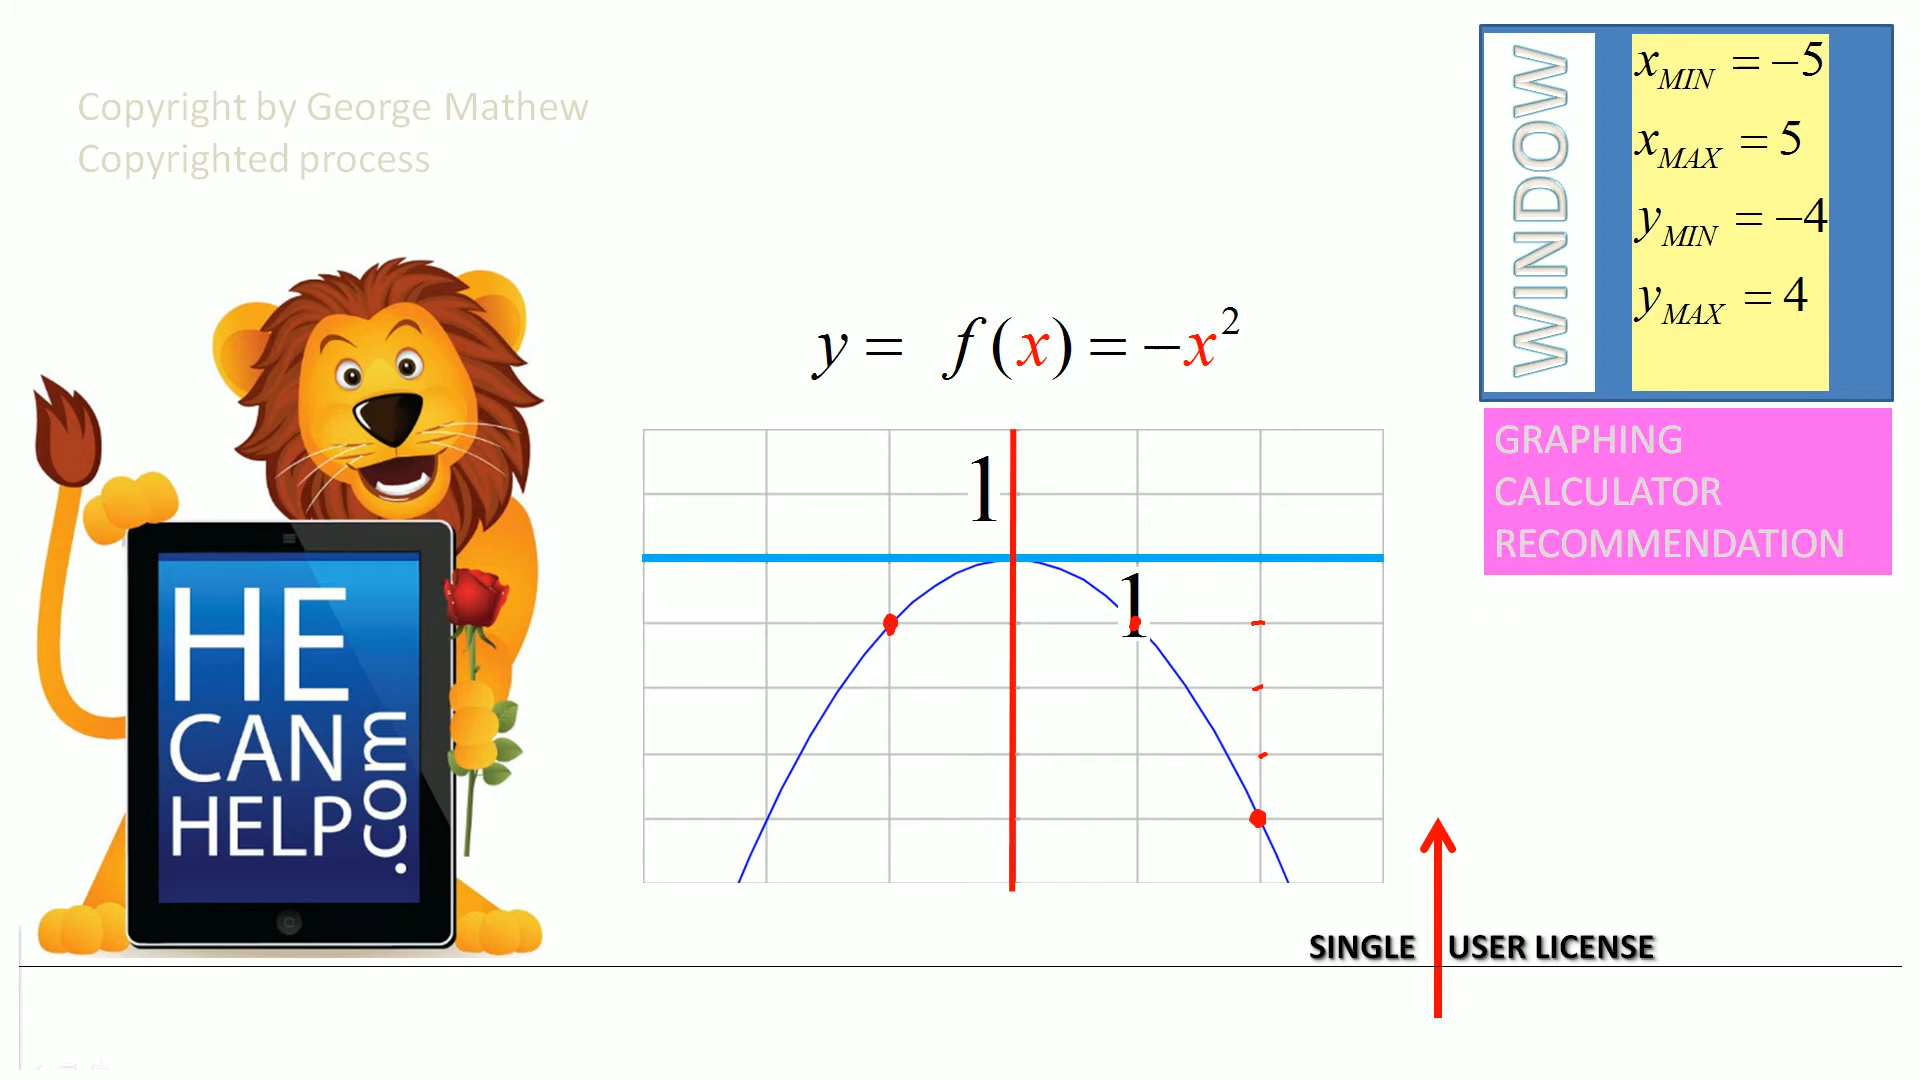 Copyright by George Mathew
Copyrighted process
WINDOW
x_MIN = −5
x_MAX = 5
y_MIN = −4
y_MAX = 4
GRAPHING
CALCULATOR
RECOMMENDATION
y = f(x) = −x²
1
1
HE
CAN
HELP
.com
SINGLE USER LICENSE